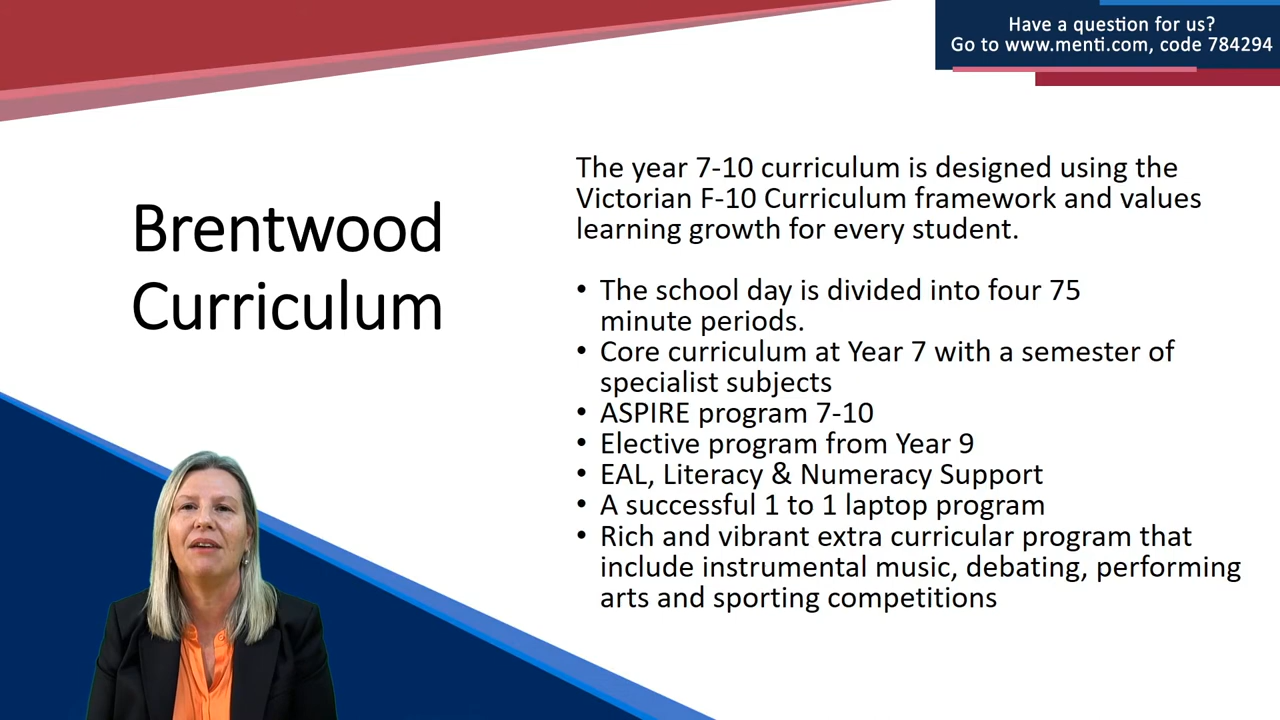 Have a question for us?
Go to www.menti.com, code 784294
Brentwood
Curriculum
The year 7-10 curriculum is designed using the
Victorian F-10 Curriculum framework and values
learning growth for every student.
• The school day is divided into four 75
minute periods.
• Core curriculum at Year 7 with a semester of
specialist subjects
• ASPIRE program 7-10
• Elective program from Year 9
• EAL, Literacy & Numeracy Support
• A successful 1 to 1 laptop program
• Rich and vibrant extra curricular program that
include instrumental music, debating, performing
arts and sporting competitions